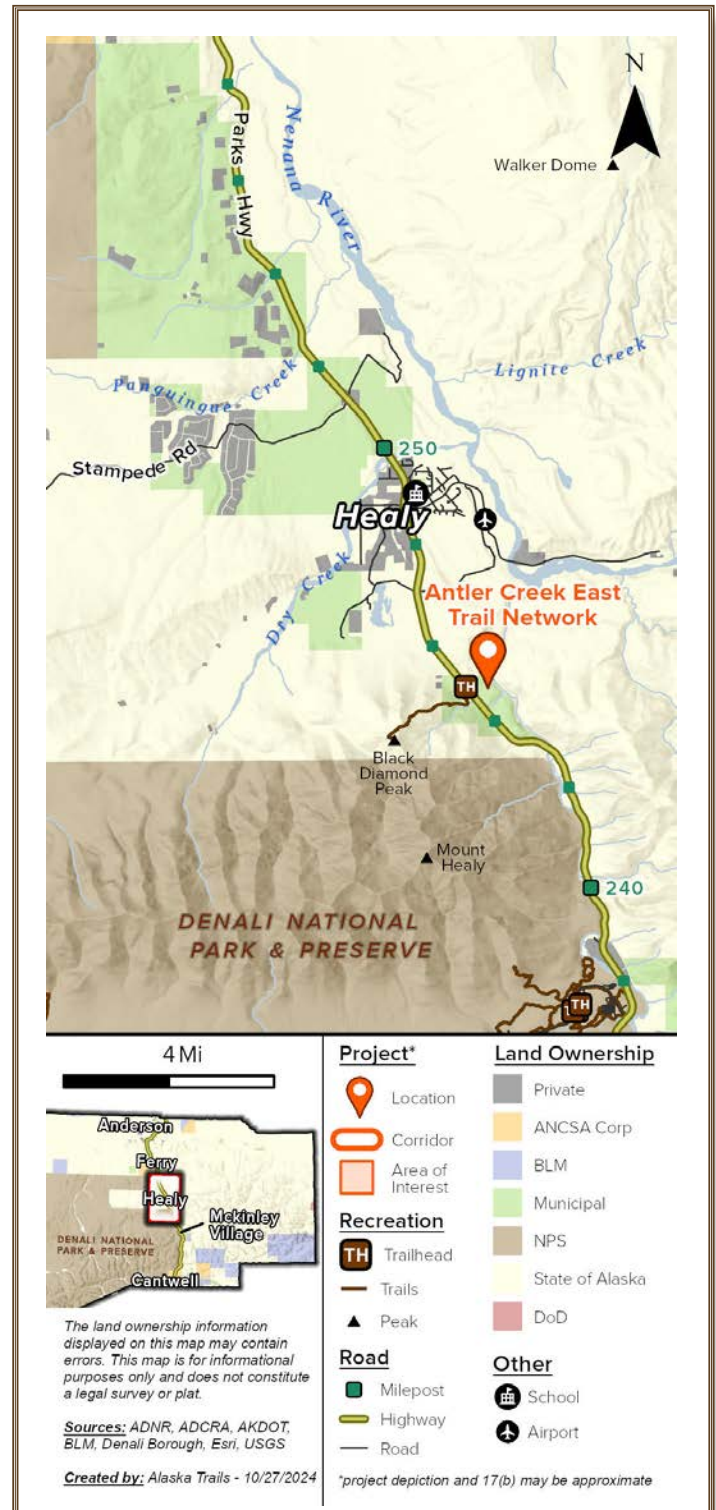 N
Walker Dome
Nenana River
Parks Hwy
Lignite Creek
Panguingue Creek
250
Stampede Rd
Healy
Dry Creek
Antler Creek East
Trail Network
TH
Black
Diamond
Peak
Mount
Healy
240
DENALI NATIONAL
PARK & PRESERVE
TH
4 Mi
Anderson
Ferry
Healy
Mckinley
Village
DENALI NATIONAL
PARK & PRESERVE
Cantwell
The land ownership information
displayed on this map may contain
errors. This map is for informational
purposes only and does not constitute
a legal survey or plat.
Sources: ADNR, ADCRA, AKDOT,
BLM, Denali Borough, Esri, USGS
Created by: Alaska Trails - 10/27/2024
Project*
Location
Corridor
Area of
Interest
Recreation
TH Trailhead
Trails
Peak
Road
Milepost
Highway
Road
Land Ownership
Private
ANCSA Corp
BLM
Municipal
NPS
State of Alaska
DoD
Other
School
Airport
*project depiction and 17(b) may be approximate